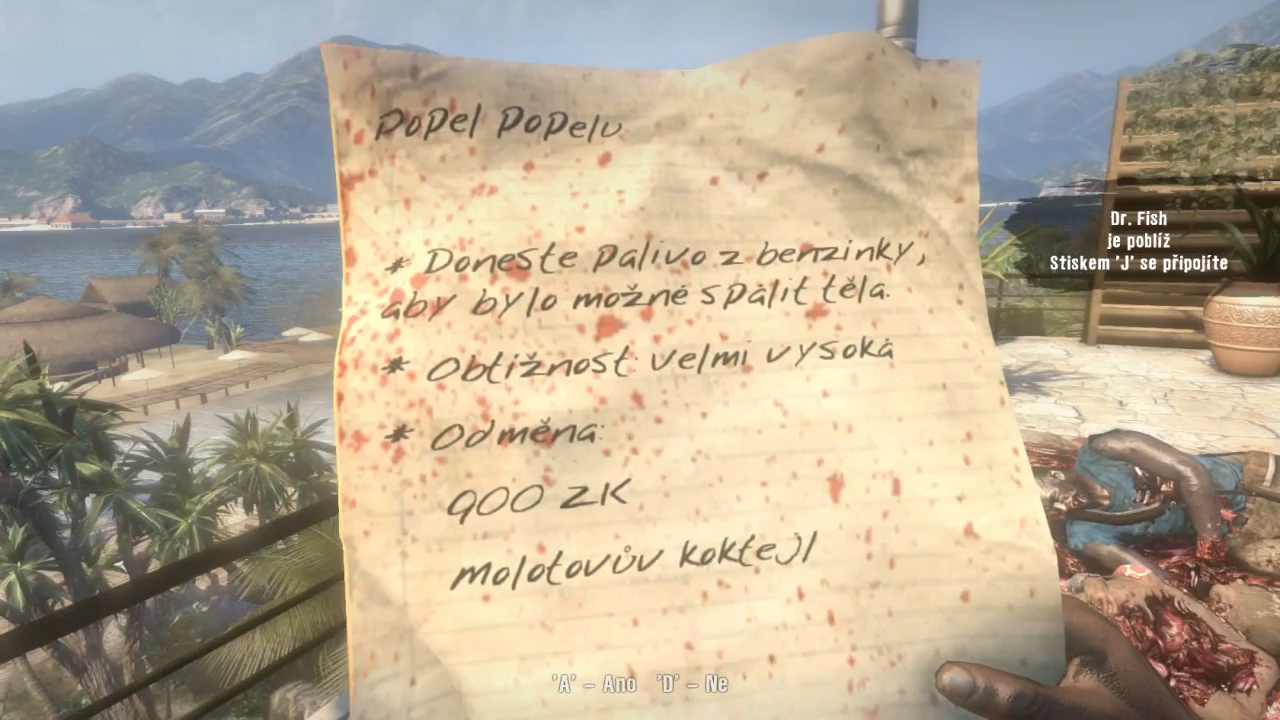 Popel Popelu
* Doneste palivo z benzinky,
aby bylo možné spálit těla.
* Obtížnost: velmi vysoká
* Odměna:
900 ZK
molotovův koktejl
Dr. Fish
je poblíž
Stiskem 'J' se připojíte
'A' – Ano 'D' – Ne